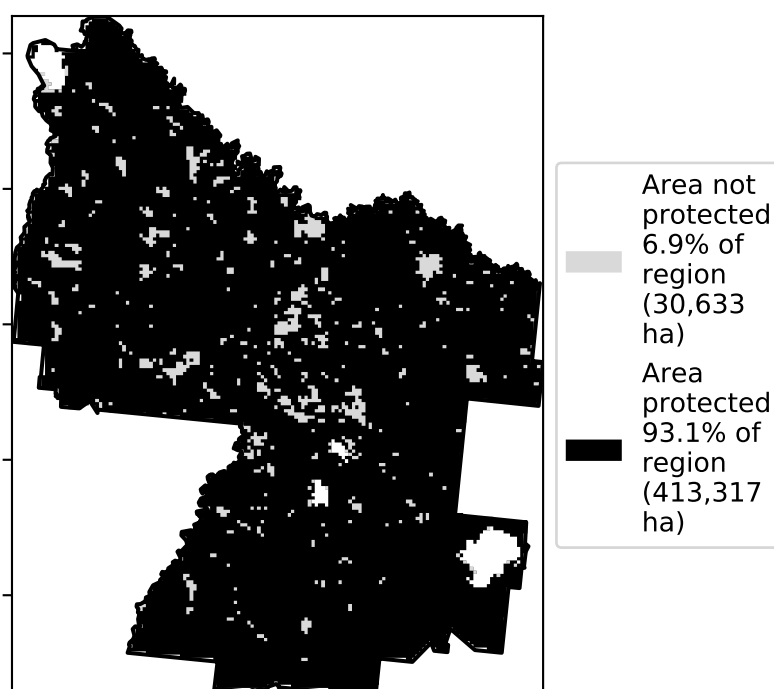 Area not
protected
6.9% of
region
(30,633
ha)
Area
protected
93.1% of
region
(413,317
ha)